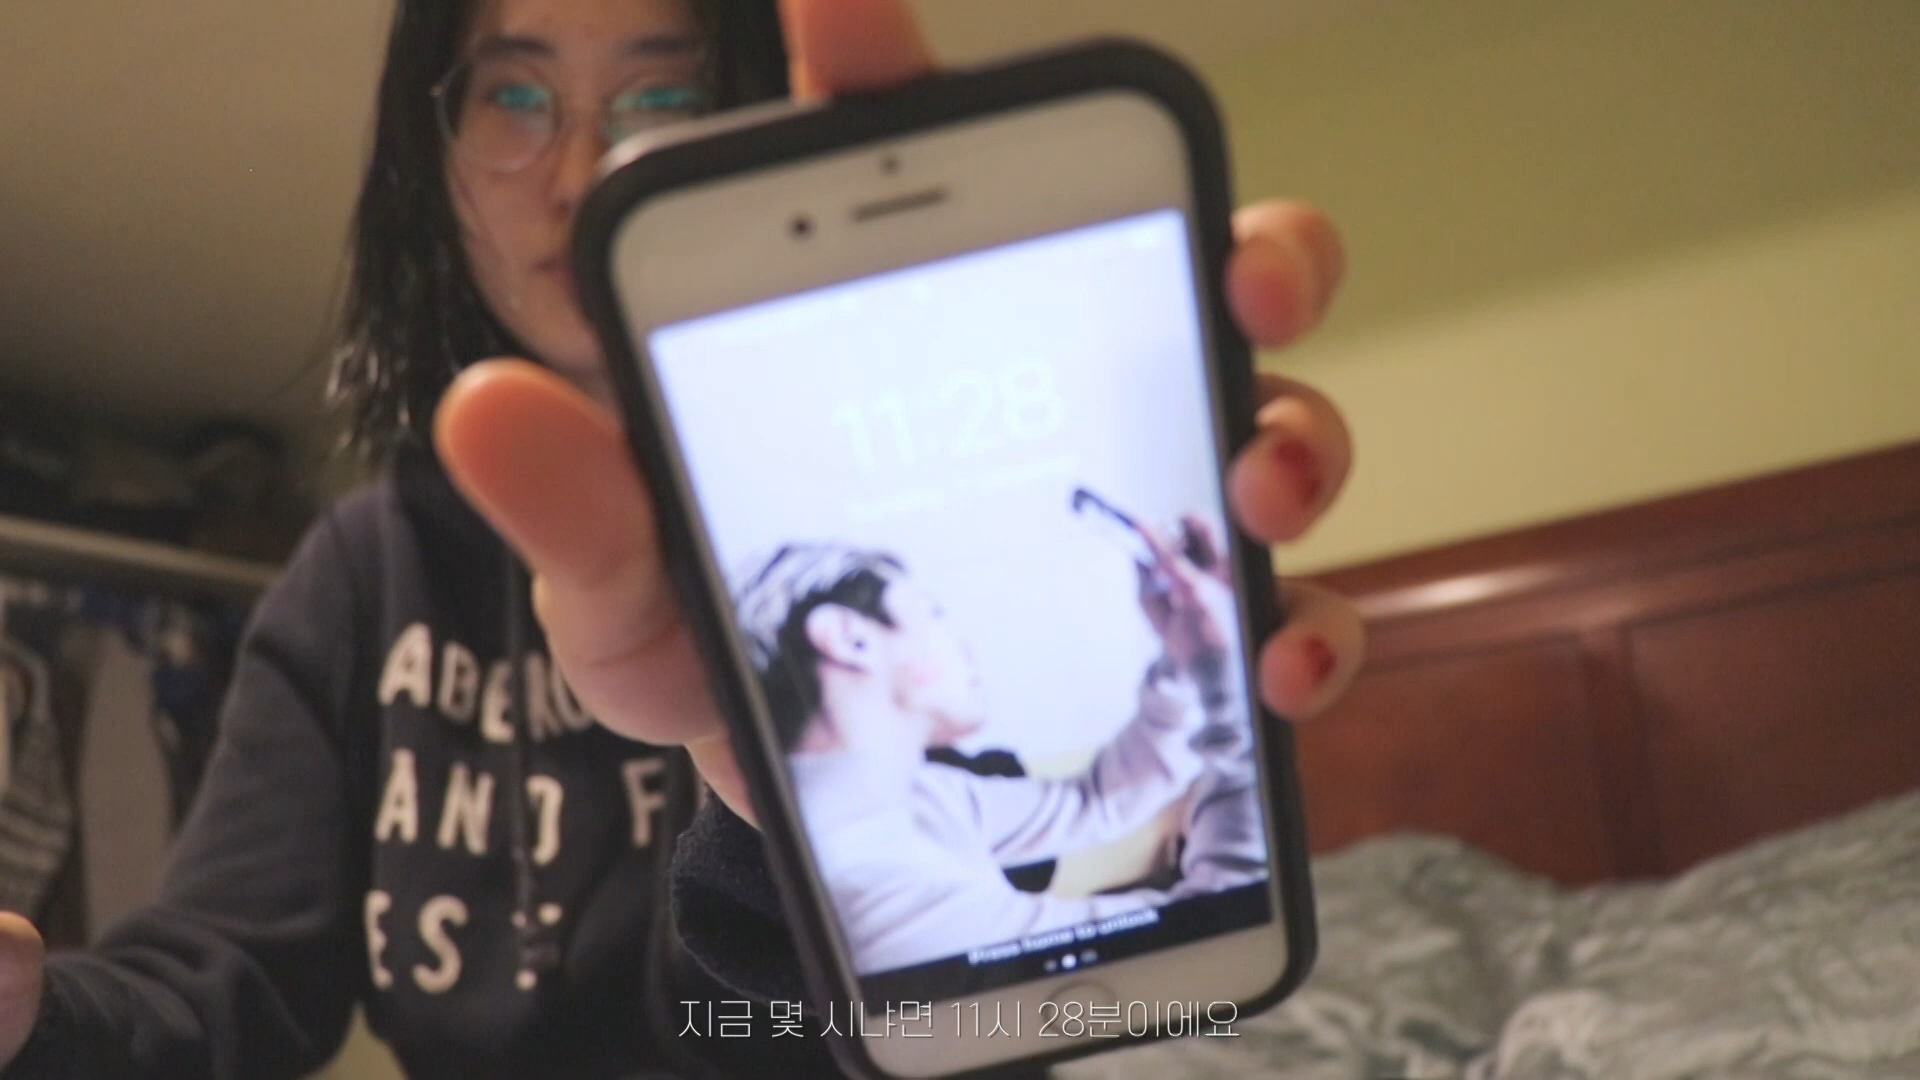 11:28
ABERC
AND F
ES
Press home to unlock
지금 몇 시냐면 11시 28분이에요